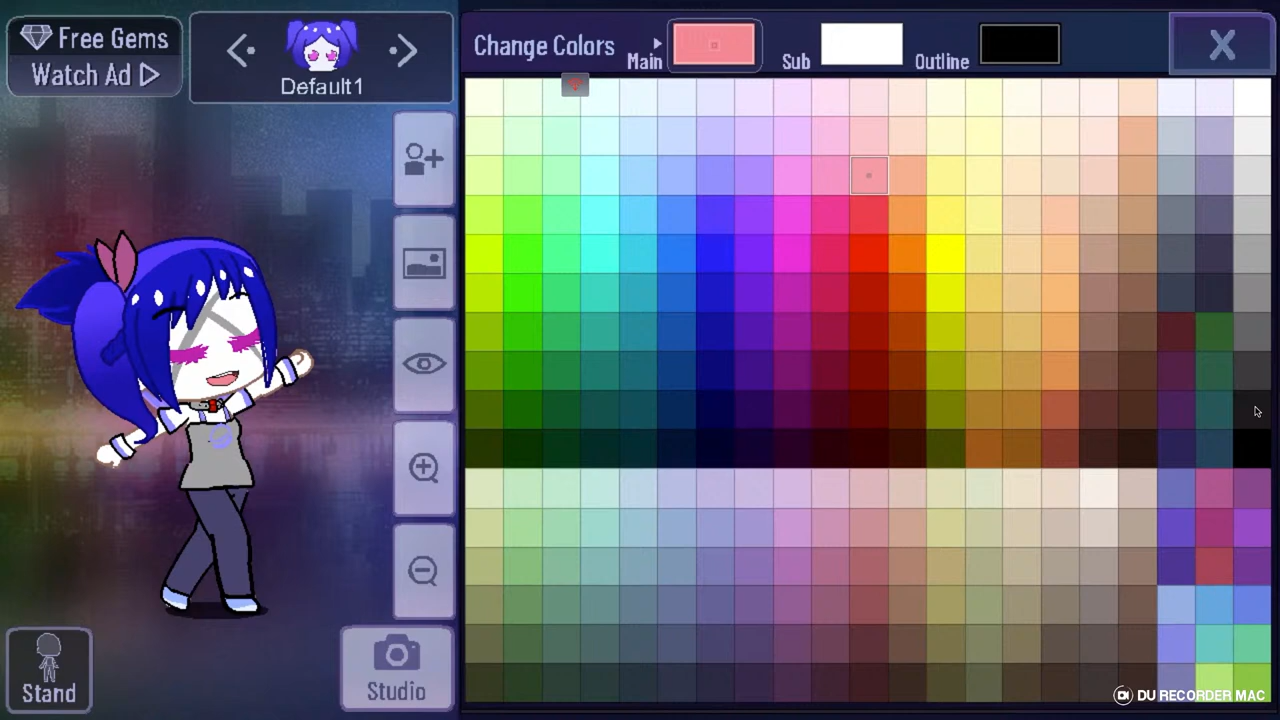 Free Gems
Watch Ad
Default1
Change Colors
Main
Sub
Outline
X
Stand
Studio
DU RECORDER MAC